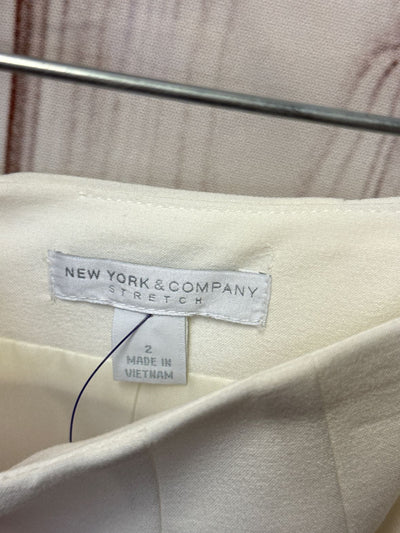 NEW YORK & COMPANY
STRETCH
2
MADE IN
VIETNAM